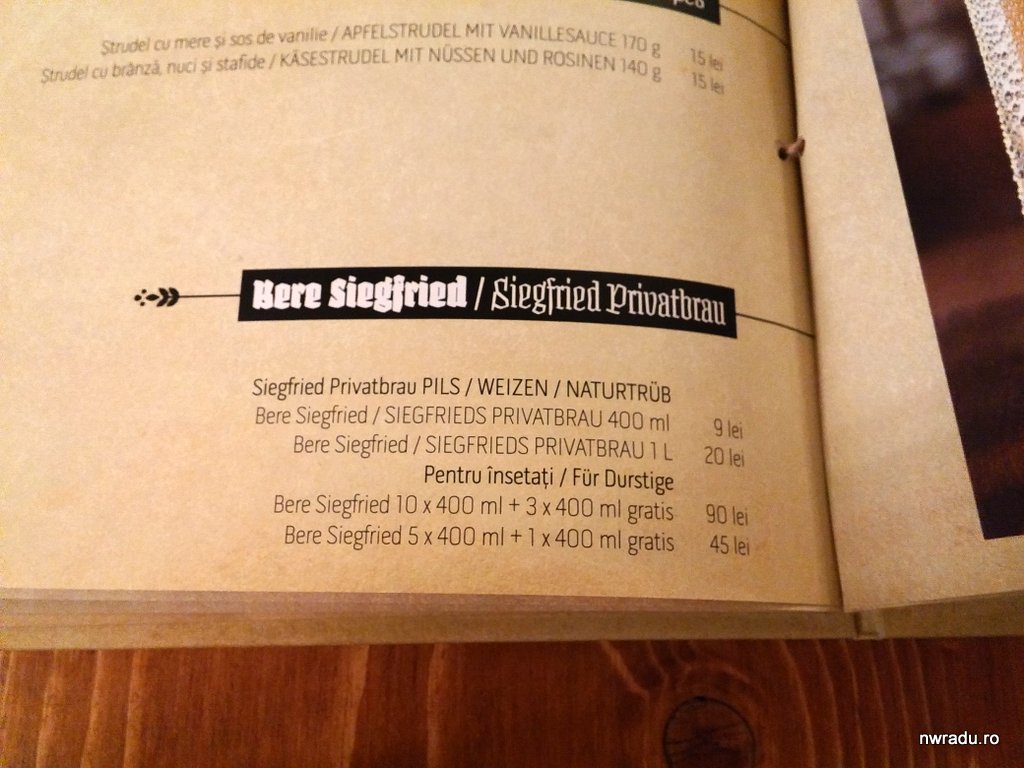 Ștrudel cu mere și sos de vanilie / APFELSTRUDEL MIT VANILLESAUCE 170 g 15 lei
Ștrudel cu brânză, nuci și stafide / KÄSESTRUDEL MIT NÜSSEN UND ROSINEN 140 g 15 lei
Bere Siegfried / Siegfried Privatbrau
Siegfried Privatbrau PILS / WEIZEN / NATURTRÜB
Bere Siegfried / SIEGFRIEDS PRIVATBRAU 400 ml 9 lei
Bere Siegfried / SIEGFRIEDS PRIVATBRAU 1 L 20 lei
Pentru însetați / Für Durstige
Bere Siegfried 10 x 400 ml + 3 x 400 ml gratis 90 lei
Bere Siegfried 5 x 400 ml + 1 x 400 ml gratis 45 lei
nwradu.ro